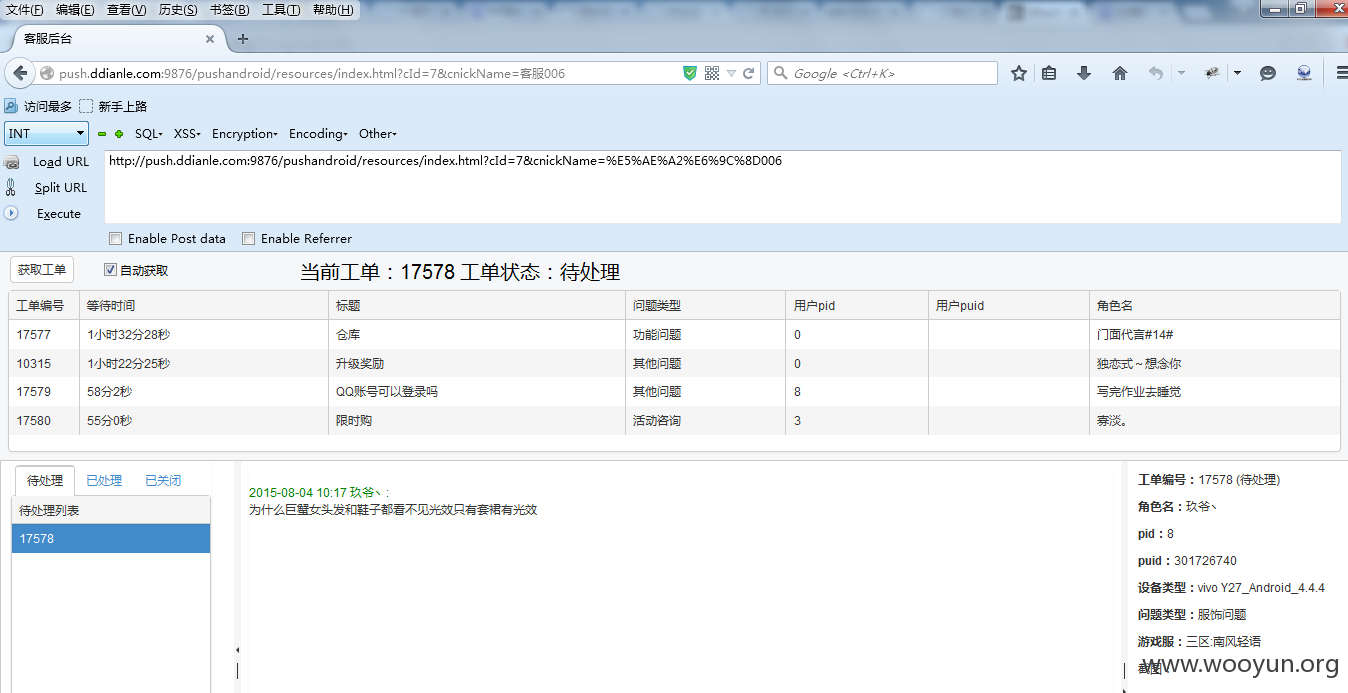 文件(F) 编辑(E) 查看(V) 历史(S) 书签(B) 工具(T) 帮助(H)
客服后台
push.ddianle.com:9876/pushandroid/resources/index.html?cId=7&cnickName=客服006
Google <Ctrl+K>
访问最多 新手上路
INT SQL XSS Encryption Encoding Other
Load URL http://push.ddianle.com:9876/pushandroid/resources/index.html?cId=7&cnickName=%E5%AE%A2%E6%9C%8D006
Split URL
Execute
Enable Post data Enable Referrer
获取工单 自动获取 当前工单：17578 工单状态：待处理
工单编号 等待时间 标题 问题类型 用户pid 用户puid 角色名
17577 1小时32分28秒 仓库 功能问题 0 门面代言#14#
10315 1小时22分25秒 升级奖励 其他问题 0 独恋式～想念你
17579 58分2秒 QQ账号可以登录吗 其他问题 8 写完作业去睡觉
17580 55分0秒 限时购 活动咨询 3 寡淡。
待处理 已处理 已关闭
待处理列表
17578
2015-08-04 10:17 玖爷丶:
为什么巨蟹女头发和鞋子都看不见光效只有套裙有光效
工单编号：17578 (待处理)
角色名：玖爷丶
pid：8
puid：301726740
设备类型：vivo Y27_Android_4.4.4
问题类型：服饰问题
游戏服：三区:南风轻语
截图
www.wooyun.org